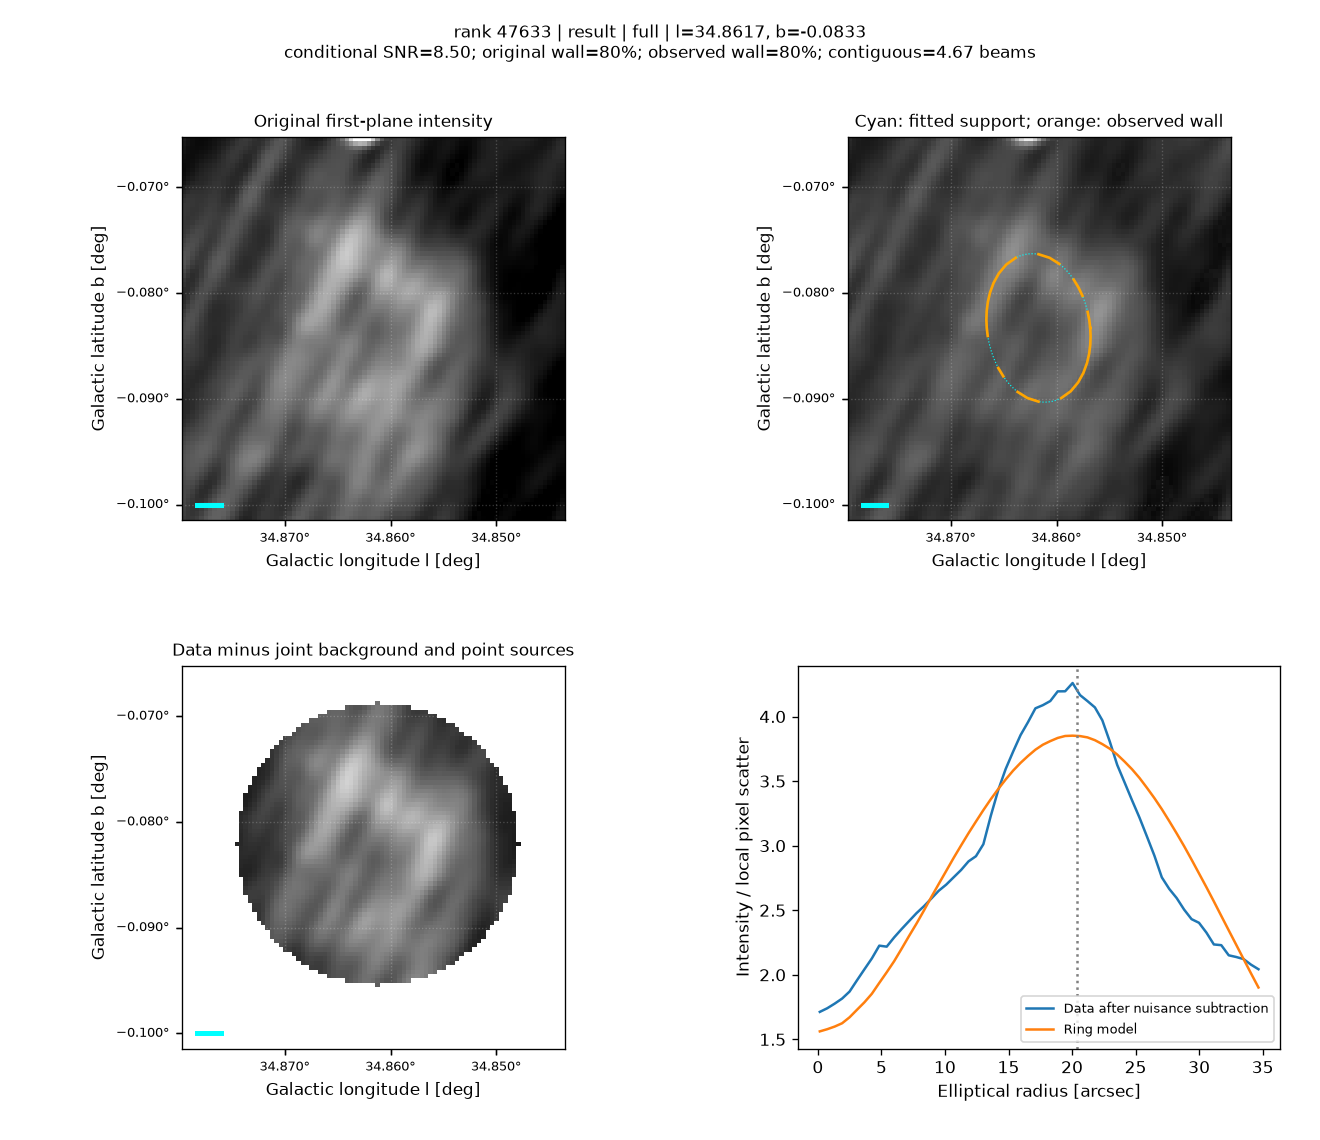 rank 47633 | result | full | l=34.8617, b=-0.0833
conditional SNR=8.50; original wall=80%; observed wall=80%; contiguous=4.67 beams
Original first-plane intensity
Cyan: fitted support; orange: observed wall
−0.070°
−0.080°
−0.090°
−0.100°
Galactic latitude b [deg]
34.870°
34.860°
34.850°
Galactic longitude l [deg]
−0.070°
−0.080°
−0.090°
−0.100°
Galactic latitude b [deg]
34.870°
34.860°
34.850°
Galactic longitude l [deg]
Data minus joint background and point sources
−0.070°
−0.080°
−0.090°
−0.100°
Galactic latitude b [deg]
34.870°
34.860°
34.850°
Galactic longitude l [deg]
4.0
3.5
3.0
2.5
2.0
1.5
Intensity / local pixel scatter
Data after nuisance subtraction
Ring model
0
5
10
15
20
25
30
35
Elliptical radius [arcsec]